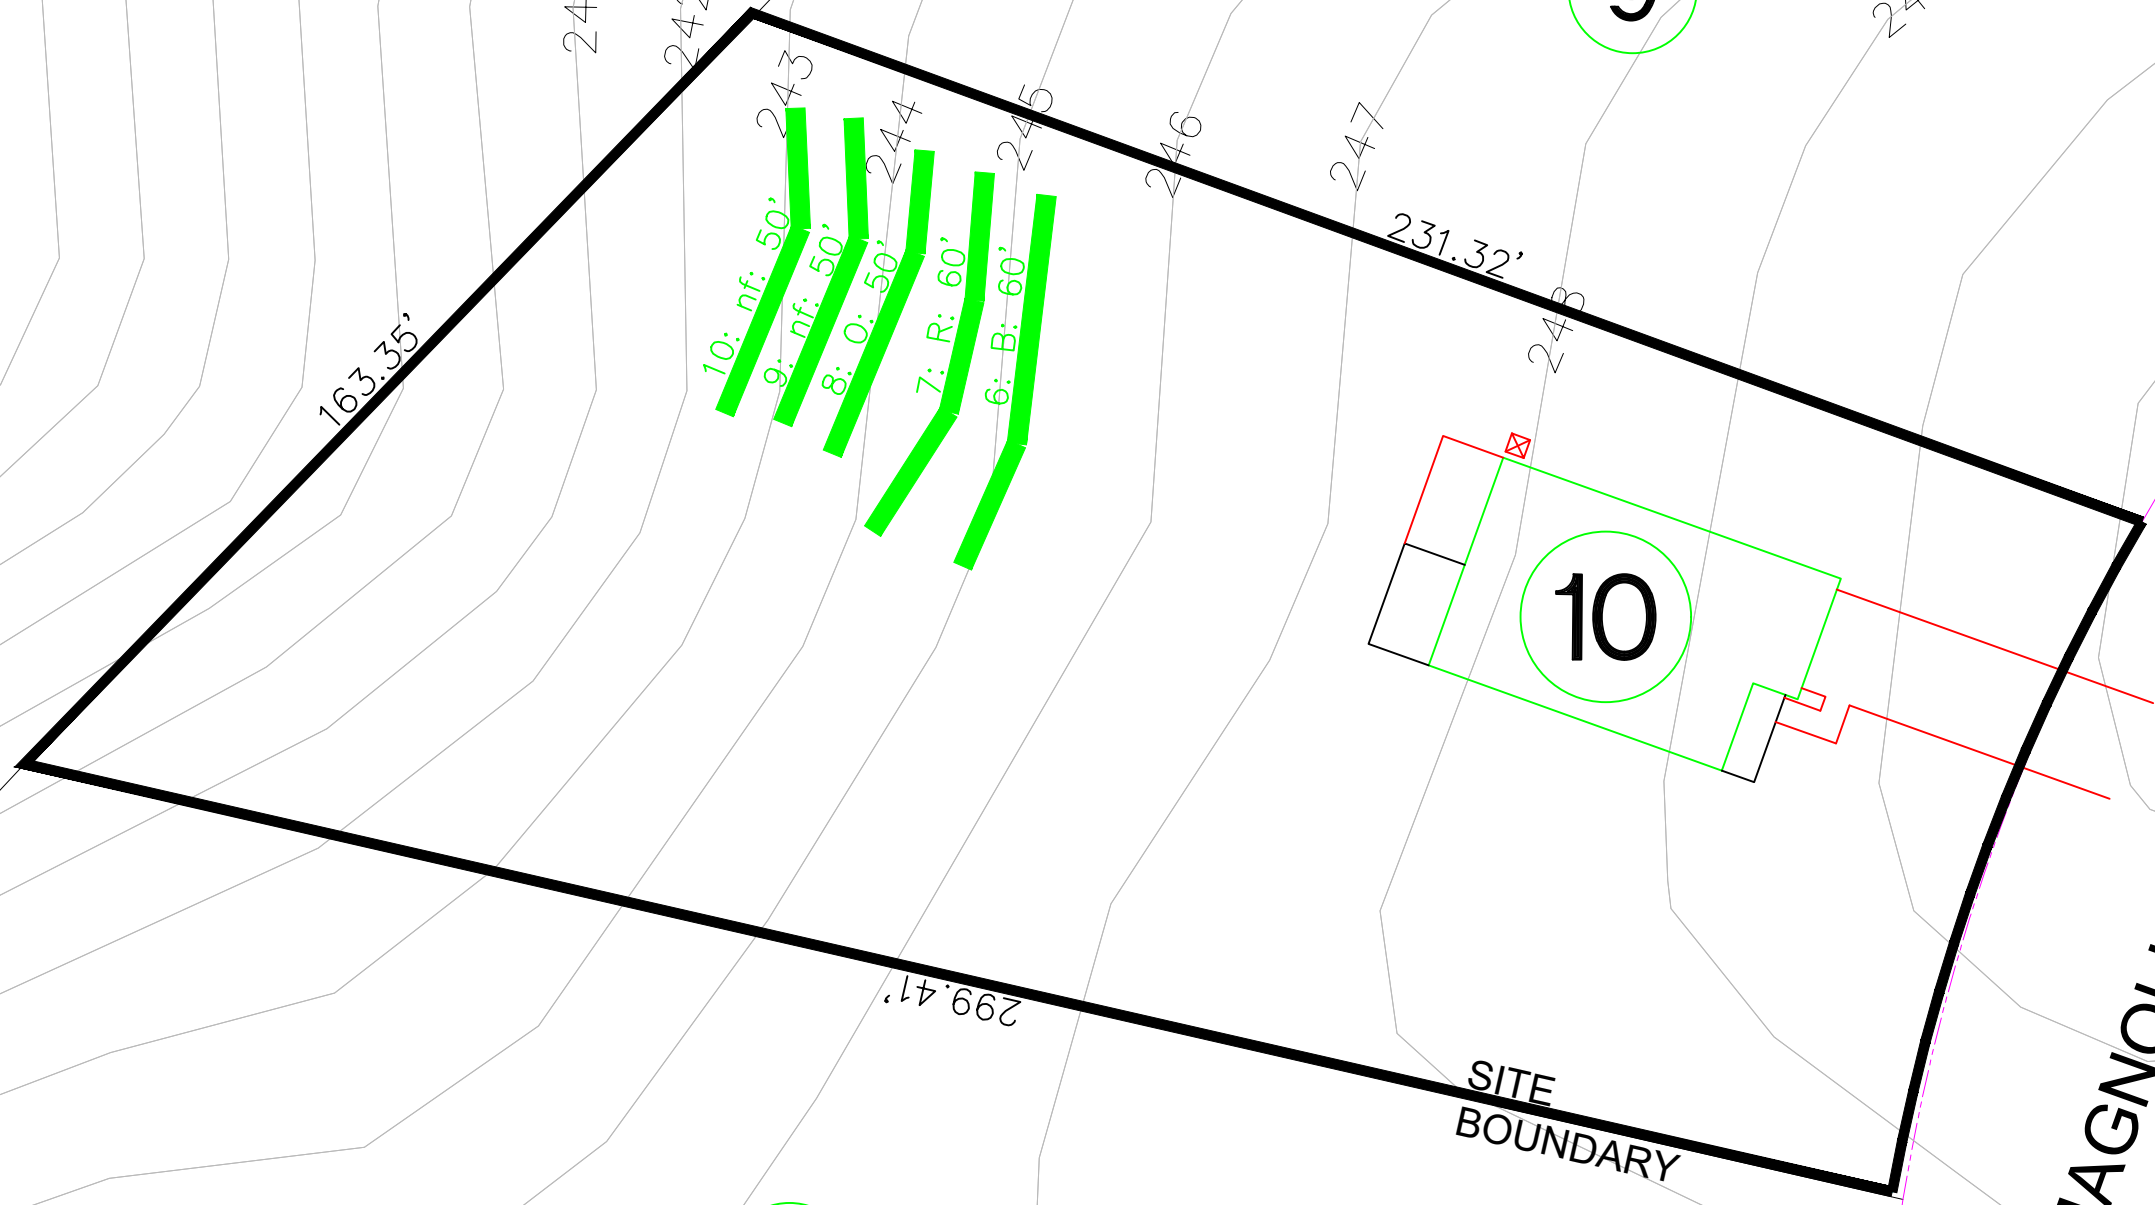 243
244
245
246
247
248
231.32'
163.35'
10: nf: 50'
9: nf: 50'
8: O: 50'
7: R: 60'
6: B: 60'
10
299.41'
SITE
BOUNDARY